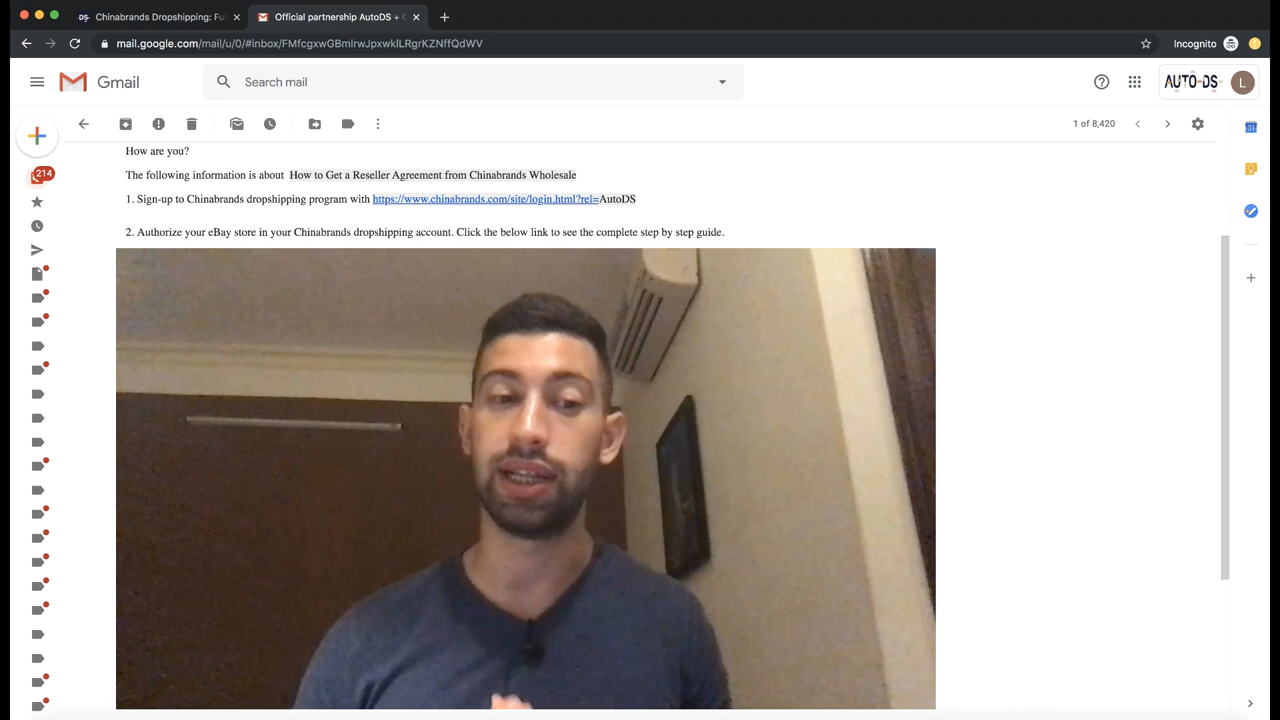 Chinabrands Dropshipping: Fu
Official partnership AutoDS +
mail.google.com/mail/u/0/#inbox/FMfcgxwGBmlrwJpxwklLRgrKZNffQdWV
Incognito
Gmail
Search mail
AUTO-DS
L
1 of 8,420
How are you?
The following information is about How to Get a Reseller Agreement from Chinabrands Wholesale
214
1. Sign-up to Chinabrands dropshipping program with https://www.chinabrands.com/site/login.html?rel=AutoDS
2. Authorize your eBay store in your Chinabrands dropshipping account. Click the below link to see the complete step by step guide.
31